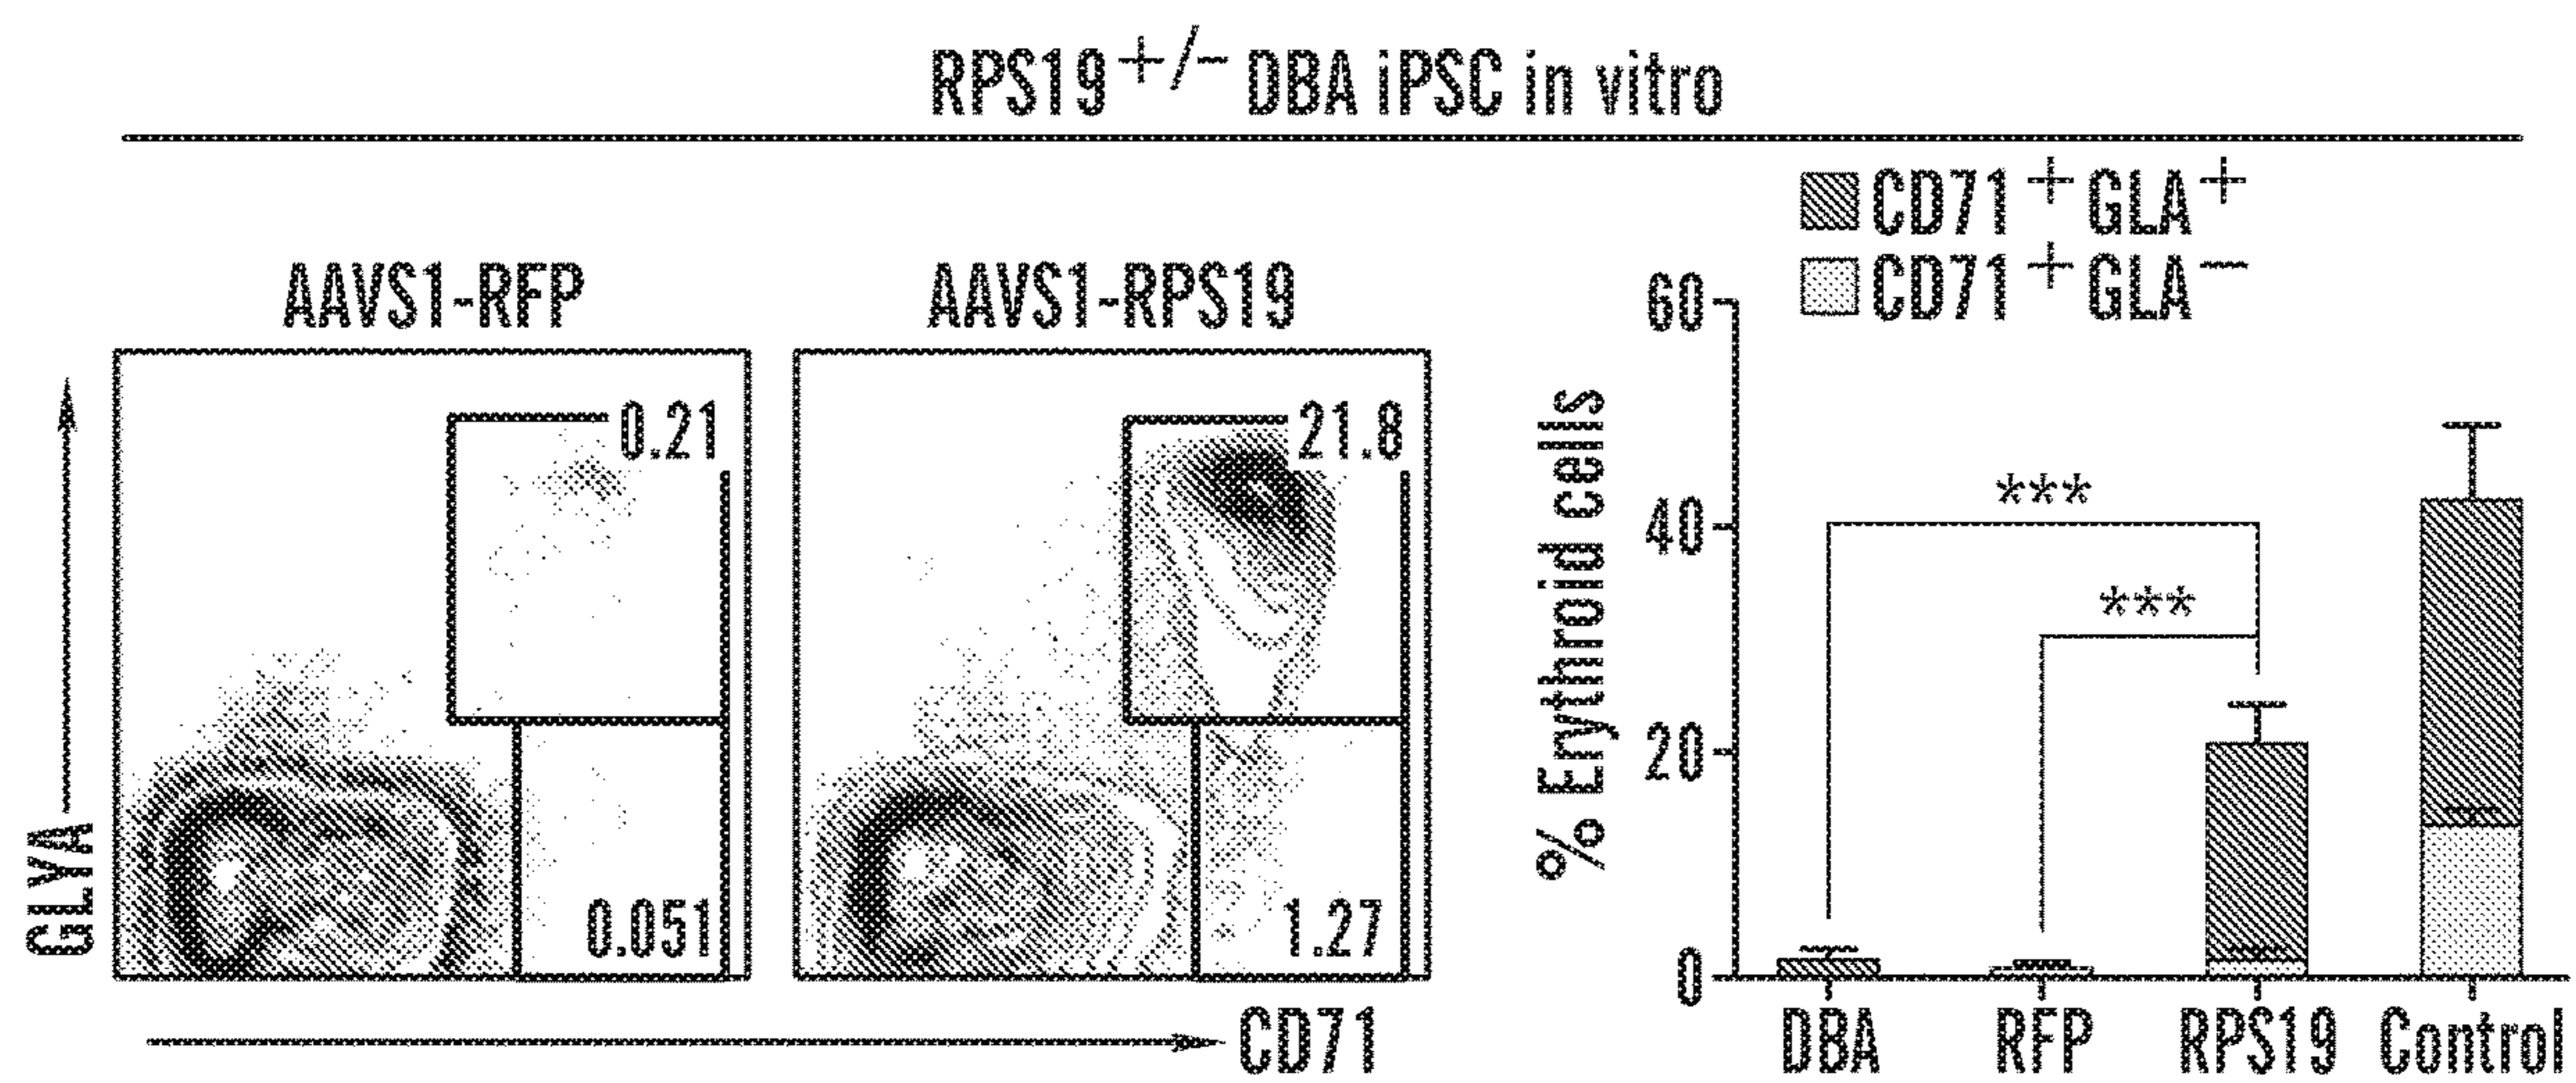 RPS19+/- DBA iPSC in vitro
AAVS1-RFP
AAVS1-RPS19
0.21
0.051
21.8
1.27
GLYA
CD71
CD71+GLA+
CD71+GLA−
% Erythroid cells
60
40
20
0
***
***
DBA RFP RPS19 Control